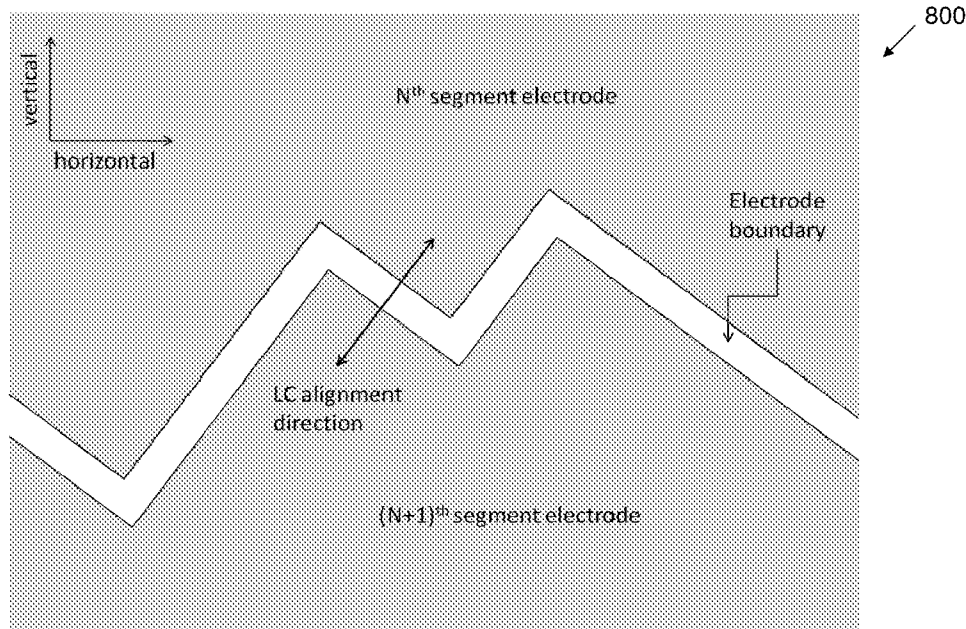 800
vertical
horizontal
Nth segment electrode
Electrode
boundary
LC alignment
direction
(N+1)th segment electrode